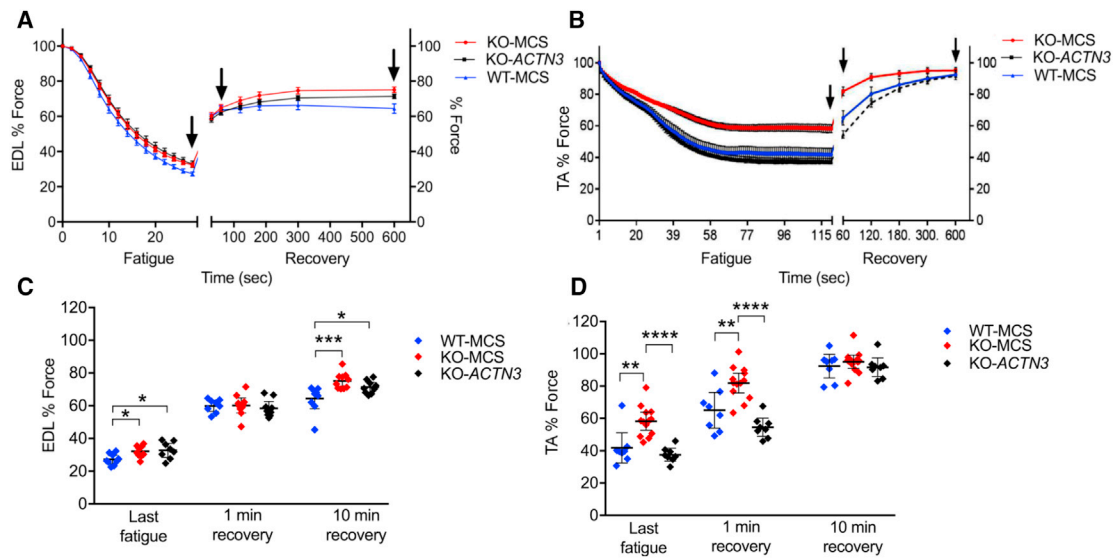 A
EDL % Force
100
80
60
40
20
0
0
10
20
100
200
300
400
500
600
100
80
60
40
20
0
% Force
Fatigue
Recovery
Time (sec)
KO-MCS
KO-ACTN3
WT-MCS
B
TA % Force
100
80
60
40
20
0
1
20
39
58
77
96
115
60
120.
180.
300.
600
100
80
60
40
20
Fatigue
Recovery
Time (sec)
KO-MCS
KO-ACTN3
WT-MCS
C
EDL % Force
120
100
80
60
40
20
0
*
*
***
*
Last
fatigue
1 min
recovery
10 min
recovery
WT-MCS
KO-MCS
KO-ACTN3
D
TA % Force
120
100
80
60
40
20
0
**
****
**
****
Last
fatigue
1 min
recovery
10 min
recovery
WT-MCS
KO-MCS
KO-ACTN3